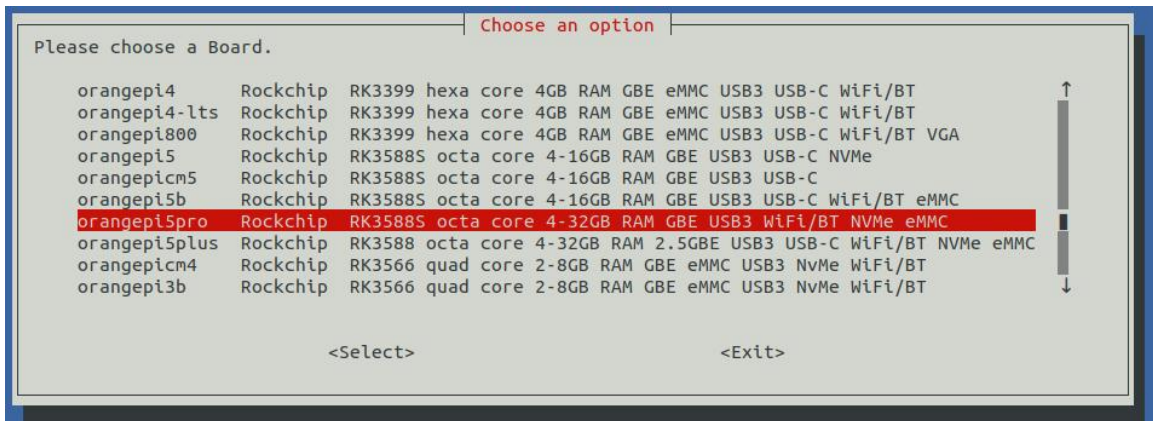 Choose an option
Please choose a Board.
orangepi4 Rockchip RK3399 hexa core 4GB RAM GBE eMMC USB3 USB-C WiFi/BT
orangepi4-lts Rockchip RK3399 hexa core 4GB RAM GBE eMMC USB3 USB-C WiFi/BT
orangepi800 Rockchip RK3399 hexa core 4GB RAM GBE eMMC USB3 USB-C WiFi/BT VGA
orangepi5 Rockchip RK3588S octa core 4-16GB RAM GBE USB3 USB-C NVMe
orangepicm5 Rockchip RK3588S octa core 4-16GB RAM GBE USB3 USB-C
orangepi5b Rockchip RK3588S octa core 4-16GB RAM GBE USB3 USB-C WiFi/BT eMMC
orangepi5pro Rockchip RK3588S octa core 4-32GB RAM GBE USB3 WiFi/BT NVMe eMMC
orangepi5plus Rockchip RK3588 octa core 4-32GB RAM 2.5GBE USB3 USB-C WiFi/BT NVMe eMMC
orangepicm4 Rockchip RK3566 quad core 2-8GB RAM GBE eMMC USB3 NvMe WiFi/BT
orangepi3b Rockchip RK3566 quad core 2-8GB RAM GBE eMMC USB3 NvMe WiFi/BT
<Select> <Exit>